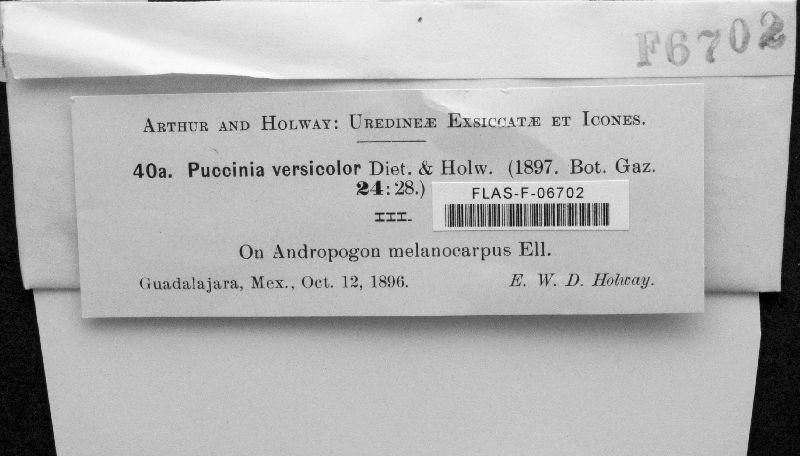 F6702
ARTHUR AND HOLWAY: UREDINEÆ EXSICCATÆ ET ICONES.
40a. Puccinia versicolor Diet. & Holw. (1897. Bot. Gaz.
24:28.)
FLAS-F-06702
III.
On Andropogon melanocarpus Ell.
Guadalajara, Mex., Oct. 12, 1896. E. W. D. Holway.